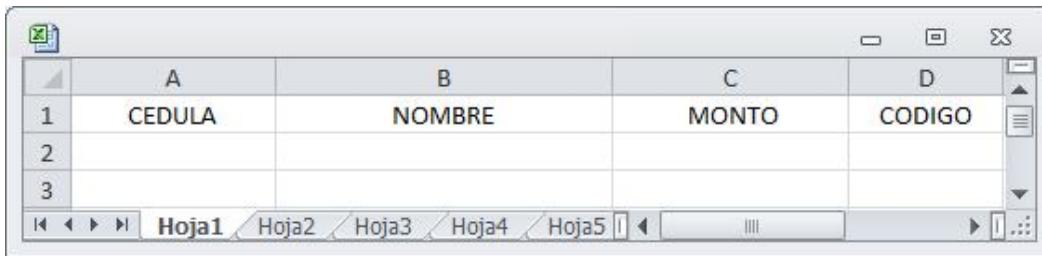 A B C D
1 CEDULA NOMBRE MONTO CODIGO
2
3
Hoja1 Hoja2 Hoja3 Hoja4 Hoja5